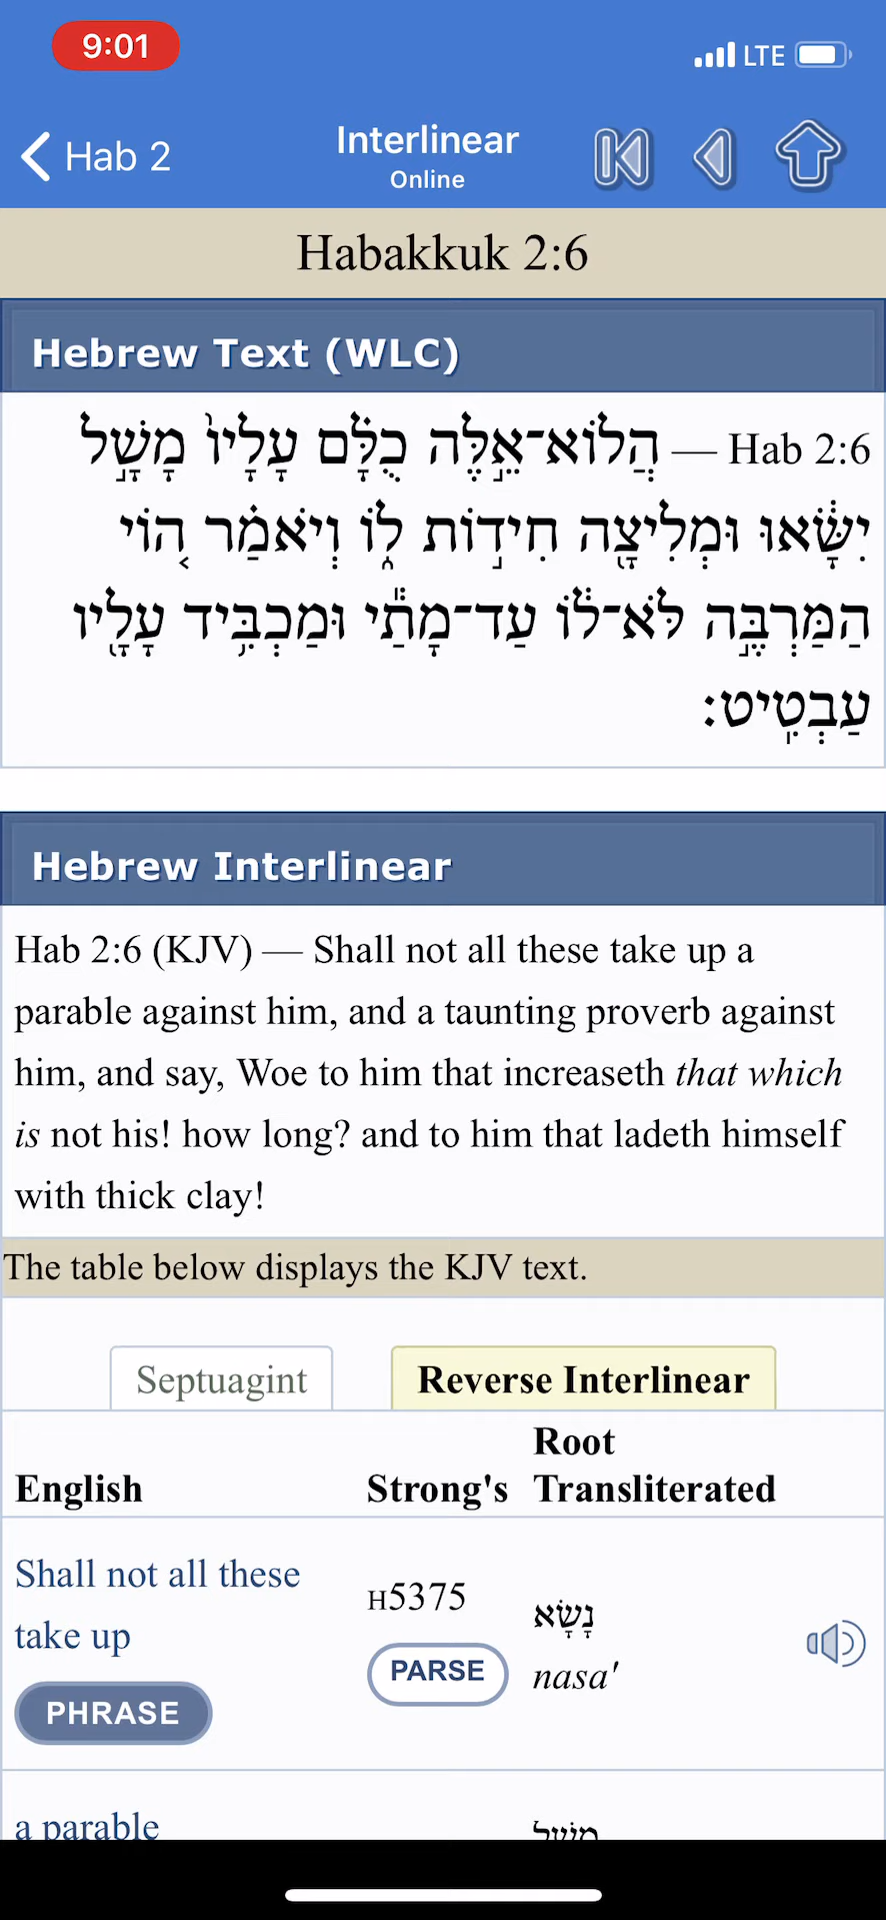 9:01
LTE
Hab 2
Interlinear
Online
Habakkuk 2:6
Hebrew Text (WLC)
Hab 2:6 — הֲלוֹא־אֵ֣לֶּה כֻלָּ֗ם עָלָיו֙ מָשָׁ֣ל
יִשָּׂ֔אוּ וּמְלִיצָ֖ה חִיד֣וֹת ל֑וֹ וְיֹאמַ֗ר ה֚וֹי
הַמַּרְבֶּ֣ה לֹּא־ל֔וֹ עַד־מָתַ֕י וּמַכְבִּ֥יד עָלָ֖יו
עַבְטִֽיט׃
Hebrew Interlinear
Hab 2:6 (KJV) — Shall not all these take up a
parable against him, and a taunting proverb against
him, and say, Woe to him that increaseth that which
is not his! how long? and to him that ladeth himself
with thick clay!
The table below displays the KJV text.
Septuagint
Reverse Interlinear
English
Strong's
Root
Transliterated
Shall not all these
take up
PHRASE
H5375
PARSE
נָשָׂא
nasa'
a parable